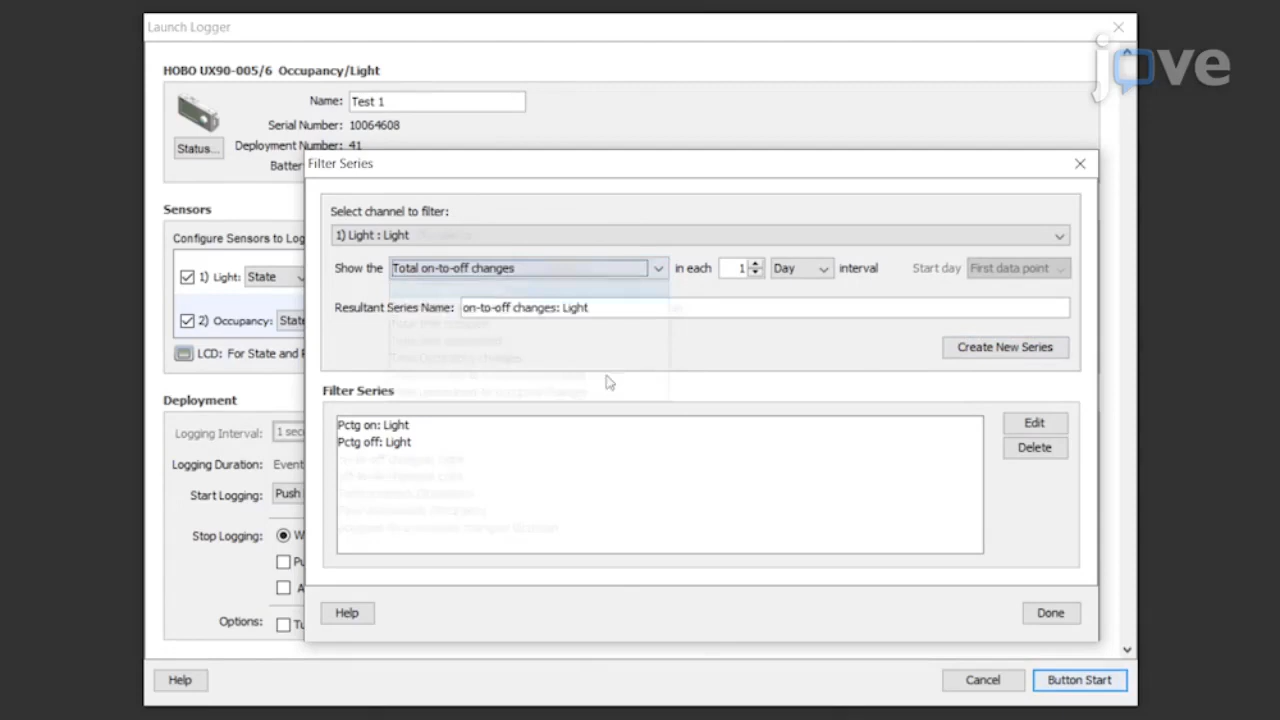 Launch Logger
jove
HOBO UX90-005/6 Occupancy/Light
Name: Test 1
Serial Number: 10064608
Status... Deployment Number: 41
Batter
Filter Series
Select channel to filter:
1) Light : Light
Show the Total on-to-off changes in each 1 Day interval Start day First data point
Resultant Series Name: on-to-off changes: Light
Create New Series
Sensors
Configure Sensors to Log
1) Light: State
2) Occupancy: State
LCD: For State and R
Filter Series
Pctg on: Light
Pctg off: Light
Edit
Delete
Deployment
Logging Interval: 1 sec
Logging Duration: Event
Start Logging: Push
Stop Logging: W
Pu
A
Options: Tu
Help Done
Help Cancel Button Start